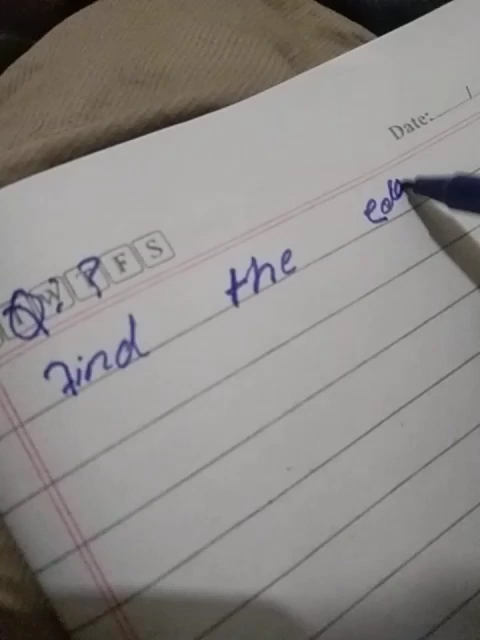 Date: /
W T F S
Q: ?
Find the